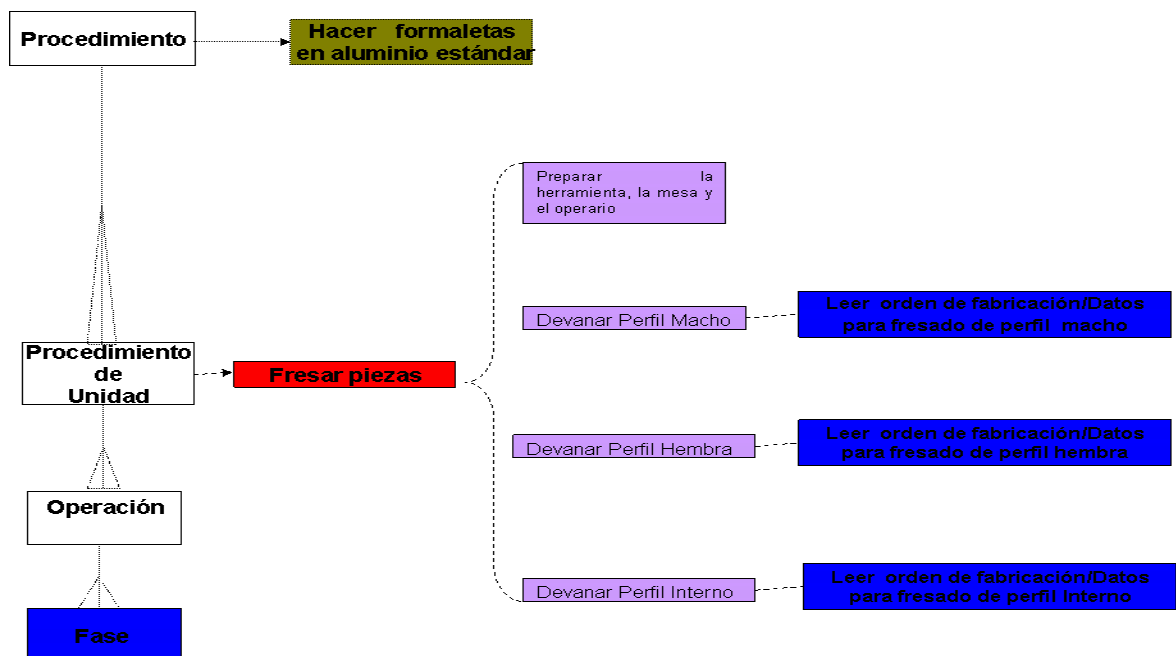 Procedimiento
Hacer formaletas
en aluminio estándar
Preparar la
herramienta, la mesa y
el operario
Devanar Perfil Macho
Leer orden de fabricación/Datos
para fresado de perfil macho
Procedimiento
de
Unidad
Fresar piezas
Devanar Perfil Hembra
Leer orden de fabricación/Datos
para fresado de perfil hembra
Operación
Devanar Perfil Interno
Leer orden de fabricación/Datos
para fresado de perfil Interno
Fase